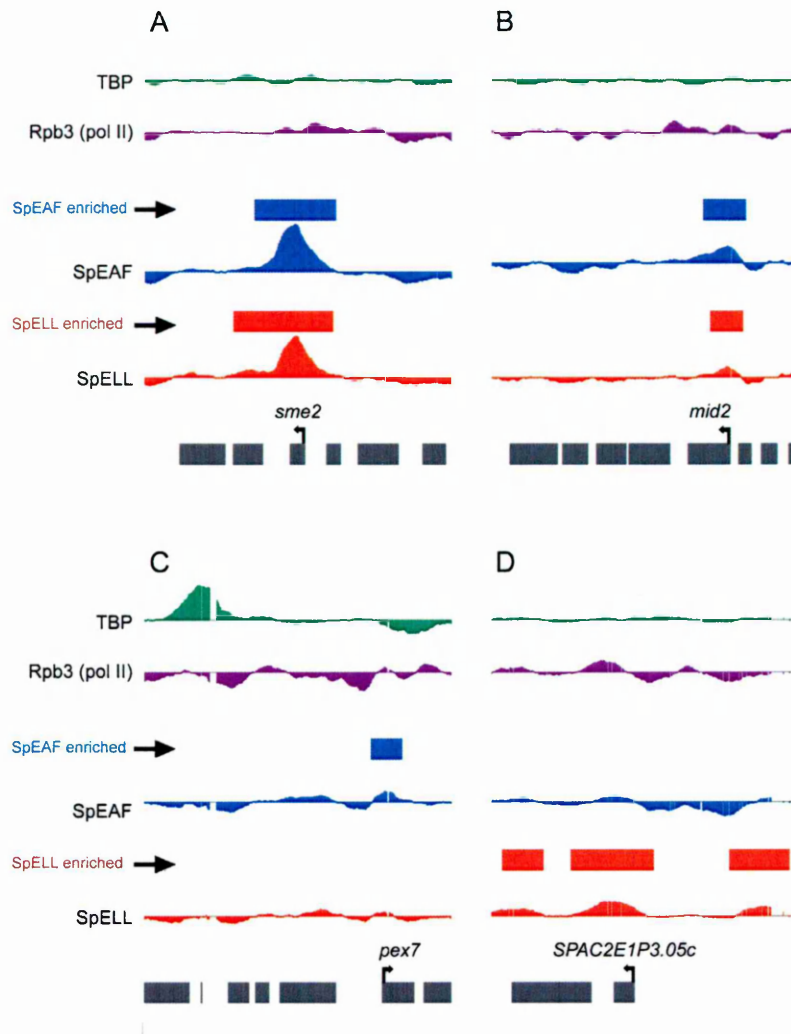 A
B
TBP
Rpb3 (pol II)
SpEAF enriched
SpEAF
SpELL enriched
SpELL
sme2
mid2
C
D
TBP
Rpb3 (pol II)
SpEAF enriched
SpEAF
SpELL enriched
SpELL
pex7
SPAC2E1P3.05c